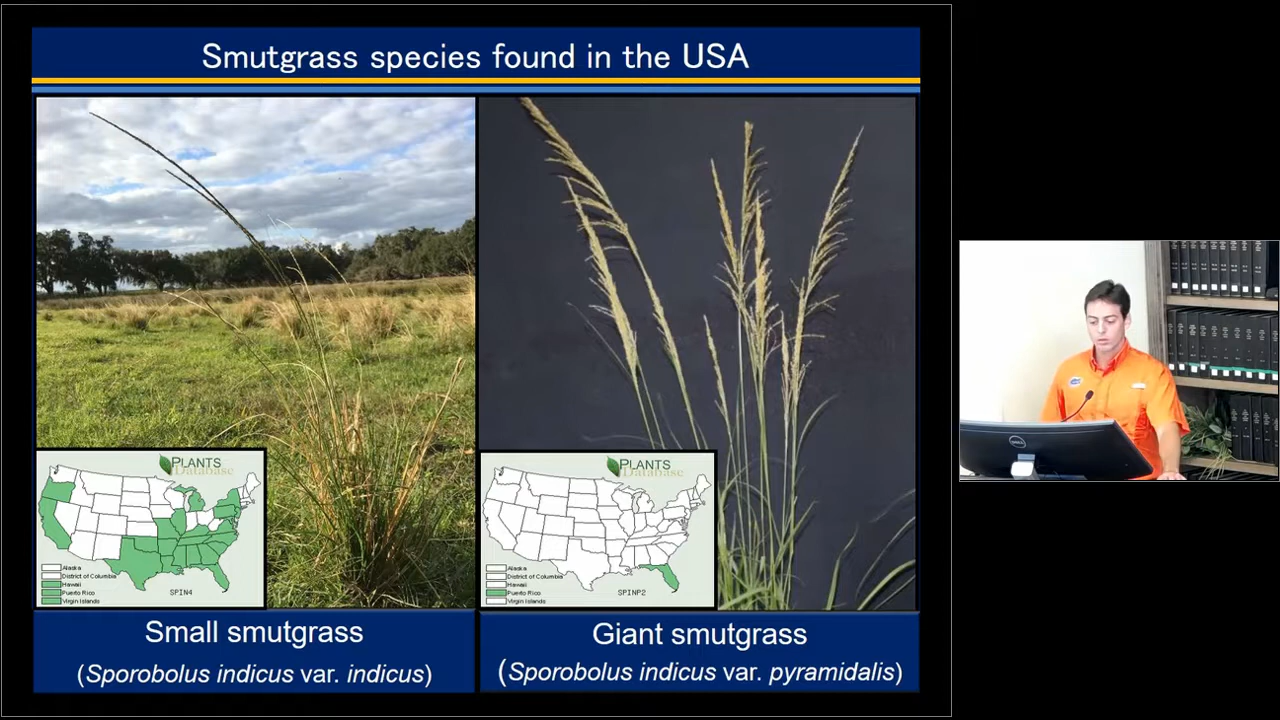 Smutgrass species found in the USA
PLANTS
Database
Alaska
District of Columbia
Hawaii
Puerto Rico
Virgin Islands
SPIN4
PLANTS
Database
Alaska
District of Columbia
Hawaii
Puerto Rico
Virgin Islands
SPINP2
Small smutgrass
(Sporobolus indicus var. indicus)
Giant smutgrass
(Sporobolus indicus var. pyramidalis)
DELL